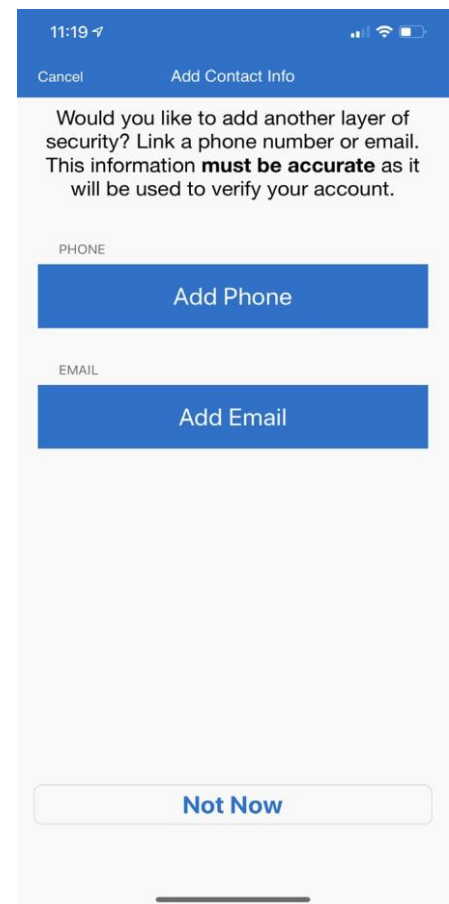 11:19
Cancel Add Contact Info
Would you like to add another layer of
security? Link a phone number or email.
This information must be accurate as it
will be used to verify your account.
PHONE
Add Phone
EMAIL
Add Email
Not Now